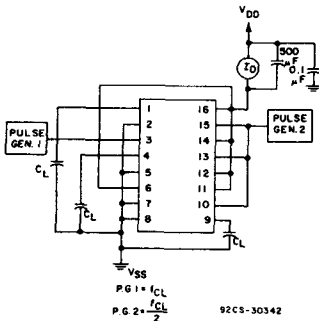 VDD
500 μF
0.1 μF
ID
1 16
2 15
3 14
4 13
5 12
6 11
7 10
8 9
PULSE GEN. 1
PULSE GEN. 2
CL
CL
CL
VSS
P.G.1 = fCL
P.G.2 = fCL/2
92CS-30342